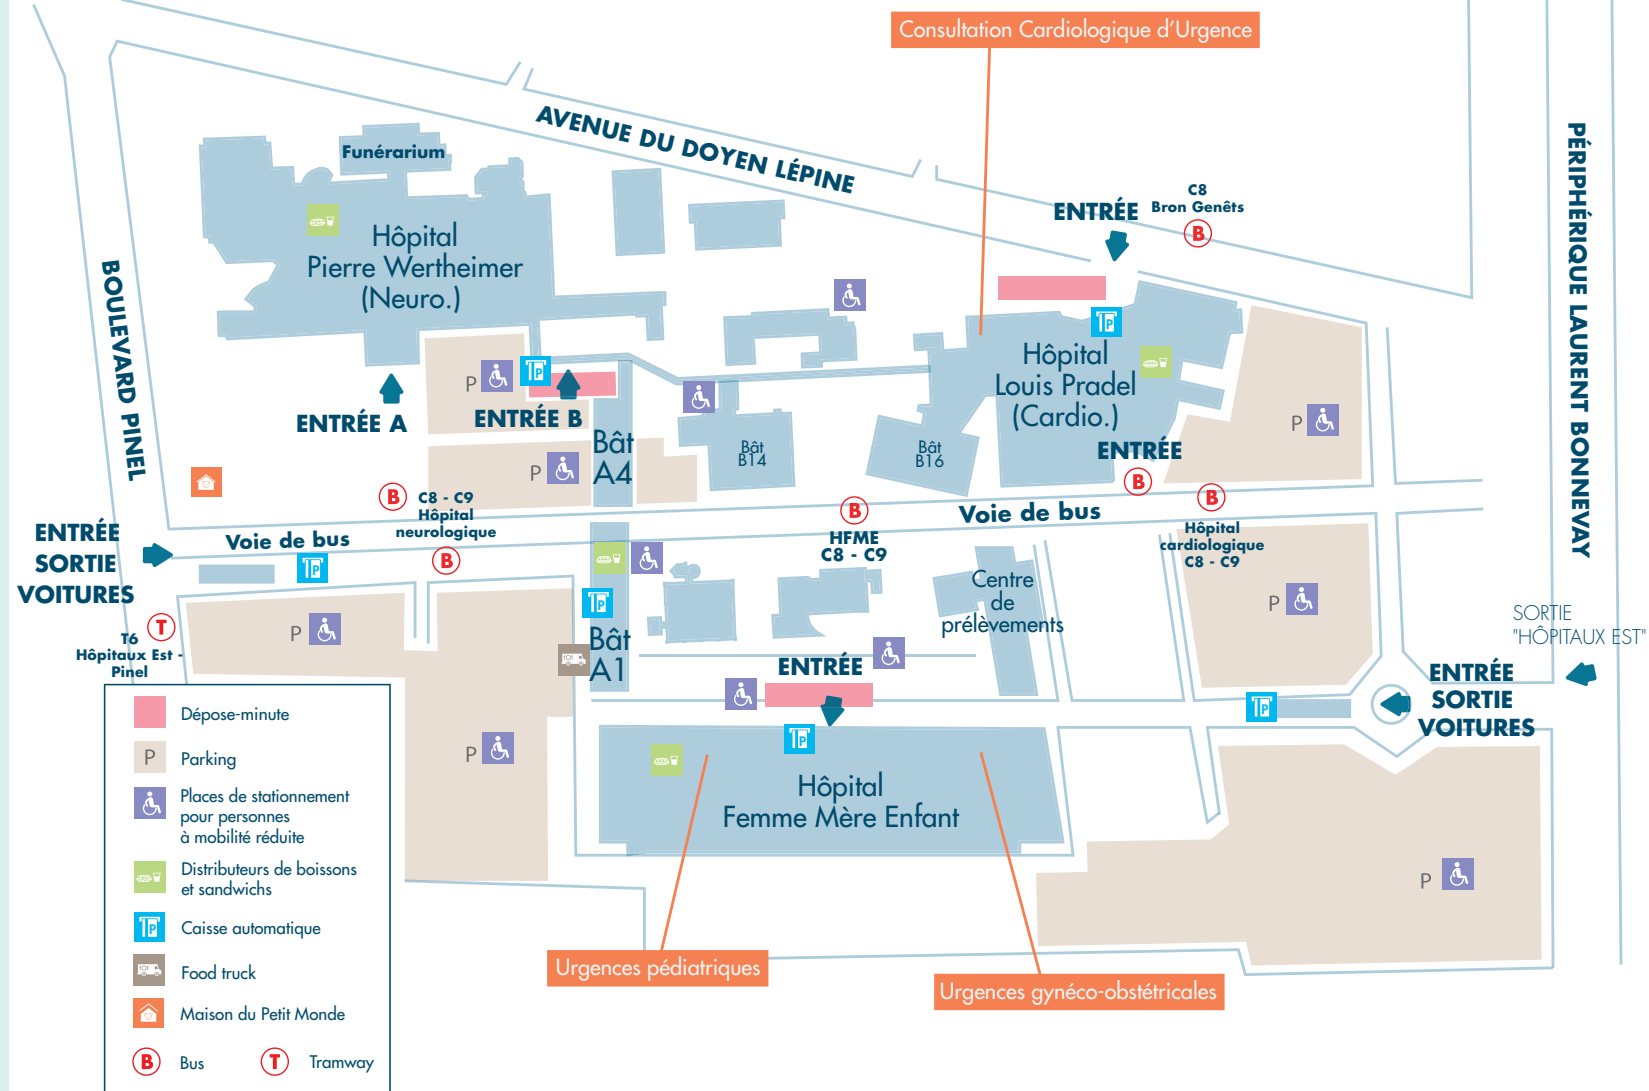 Consultation Cardiologique d'Urgence
AVENUE DU DOYEN LÉPINE
C8
Bron Genêts
B
ENTRÉE
PÉRIPHÉRIQUE LAURENT BONNEVAY
BOULEVARD PINEL
Funérarium
Hôpital
Pierre Wertheimer
(Neuro.)
P
P
ENTRÉE A
ENTRÉE B
Bât
A4
P
Bât
B14
Bât
B16
P
Hôpital
Louis Pradel
(Cardio.)
ENTRÉE
P
B
B
B
C8 - C9
Hôpital
neurologique
B
B
HFME
C8 - C9
Voie de bus
Hôpital
cardiologique
C8 - C9
ENTRÉE
SORTIE
VOITURES
Voie de bus
P
T
T6
Hôpitaux Est -
Pinel
P
P
Bât
A1
Centre
de
prélèvements
P
SORTIE
"HÔPITAUX EST"
ENTRÉE
P
ENTRÉE
SORTIE
VOITURES
P
P
Hôpital
Femme Mère Enfant
P
Urgences pédiatriques
Urgences gynéco-obstétricales
Dépose-minute
P
Parking
Places de stationnement
pour personnes
à mobilité réduite
Distributeurs de boissons
et sandwichs
P
Caisse automatique
Food truck
Maison du Petit Monde
B
Bus
T
Tramway